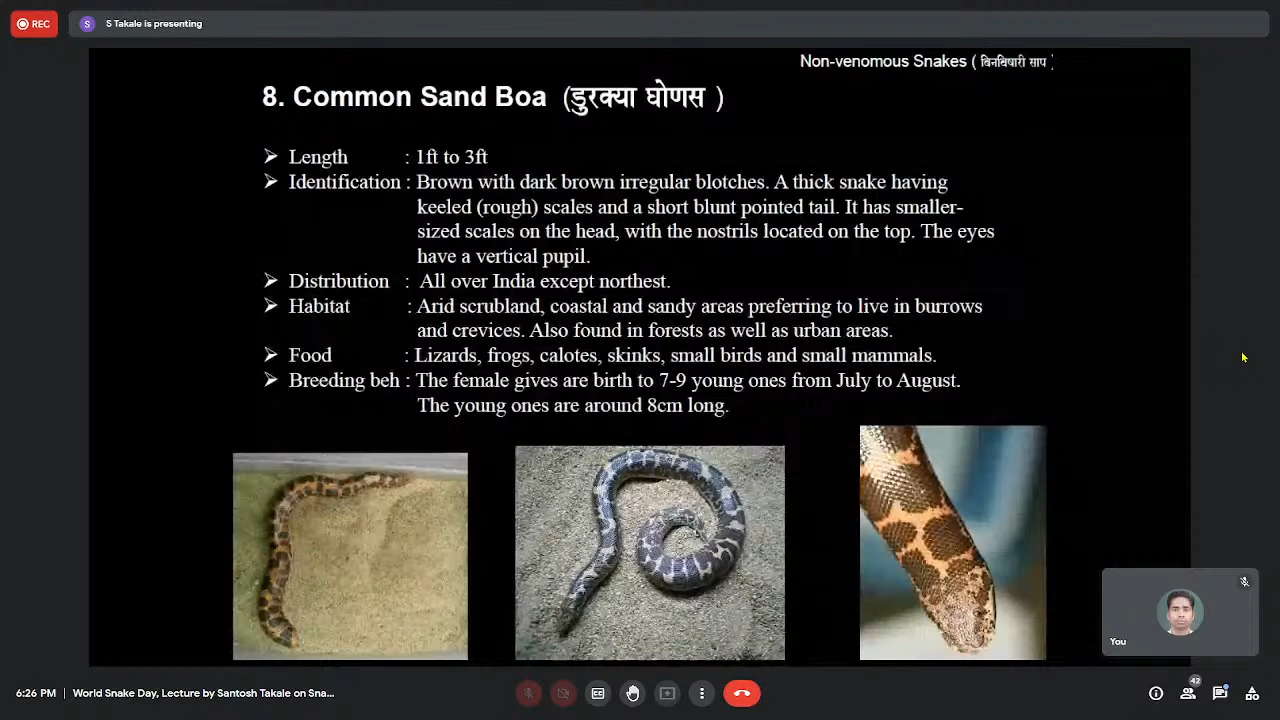 REC
S
S Takale is presenting
Non-venomous Snakes ( बिनविषारी साप )
8. Common Sand Boa (डुरक्या घोणस )
➢ Length : 1ft to 3ft
➢ Identification : Brown with dark brown irregular blotches. A thick snake having
keeled (rough) scales and a short blunt pointed tail. It has smaller-
sized scales on the head, with the nostrils located on the top. The eyes
have a vertical pupil.
➢ Distribution : All over India except northest.
➢ Habitat : Arid scrubland, coastal and sandy areas preferring to live in burrows
and crevices. Also found in forests as well as urban areas.
➢ Food : Lizards, frogs, calotes, skinks, small birds and small mammals.
➢ Breeding beh : The female gives are birth to 7-9 young ones from July to August.
The young ones are around 8cm long.
You
6:26 PM | World Snake Day, Lecture by Santosh Takale on Sna...
42